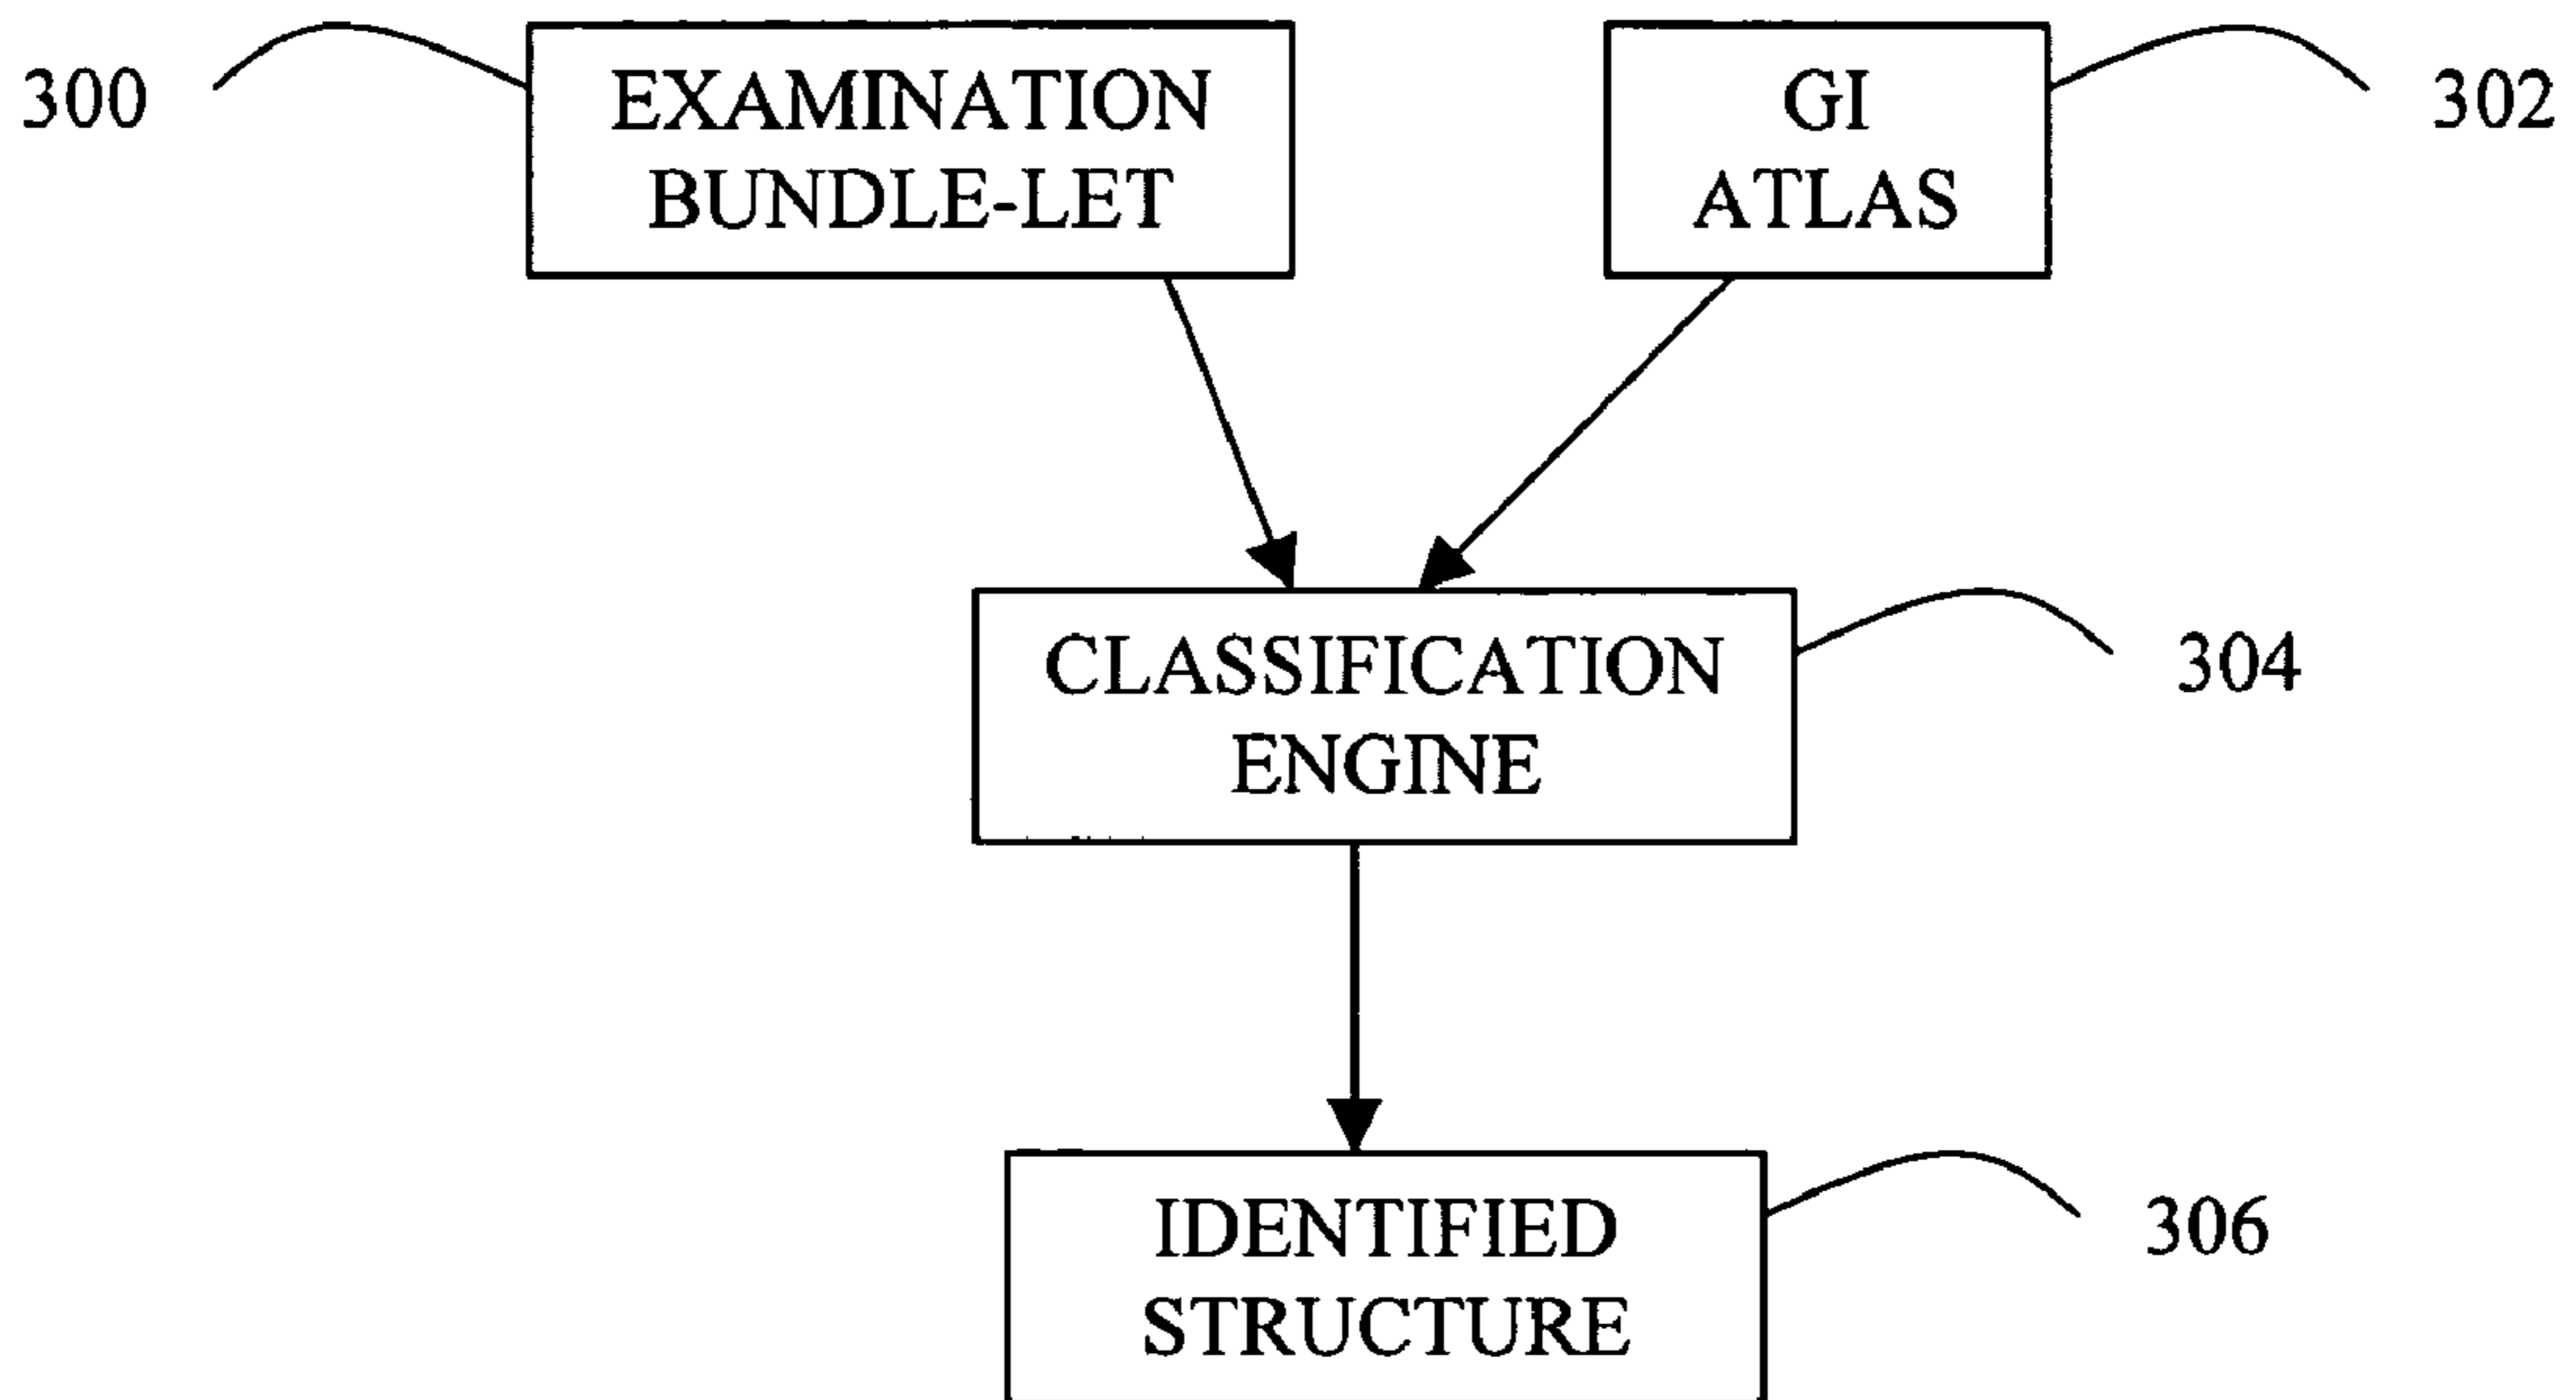 300
EXAMINATION
BUNDLE-LET
GI
ATLAS
302
CLASSIFICATION
ENGINE
304
IDENTIFIED
STRUCTURE
306